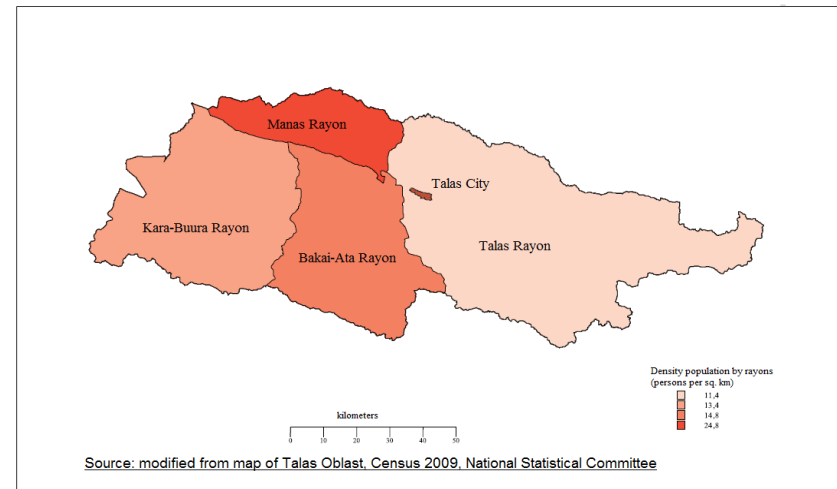 Manas Rayon
Talas City
Kara-Buura Rayon
Talas Rayon
Bakai-Ata Rayon
Density population by rayons
(persons per sq. km)
11,4
13,4
14,8
24,8
kilometers
0 10 20 30 40 50
Source: modified from map of Talas Oblast, Census 2009, National Statistical Committee